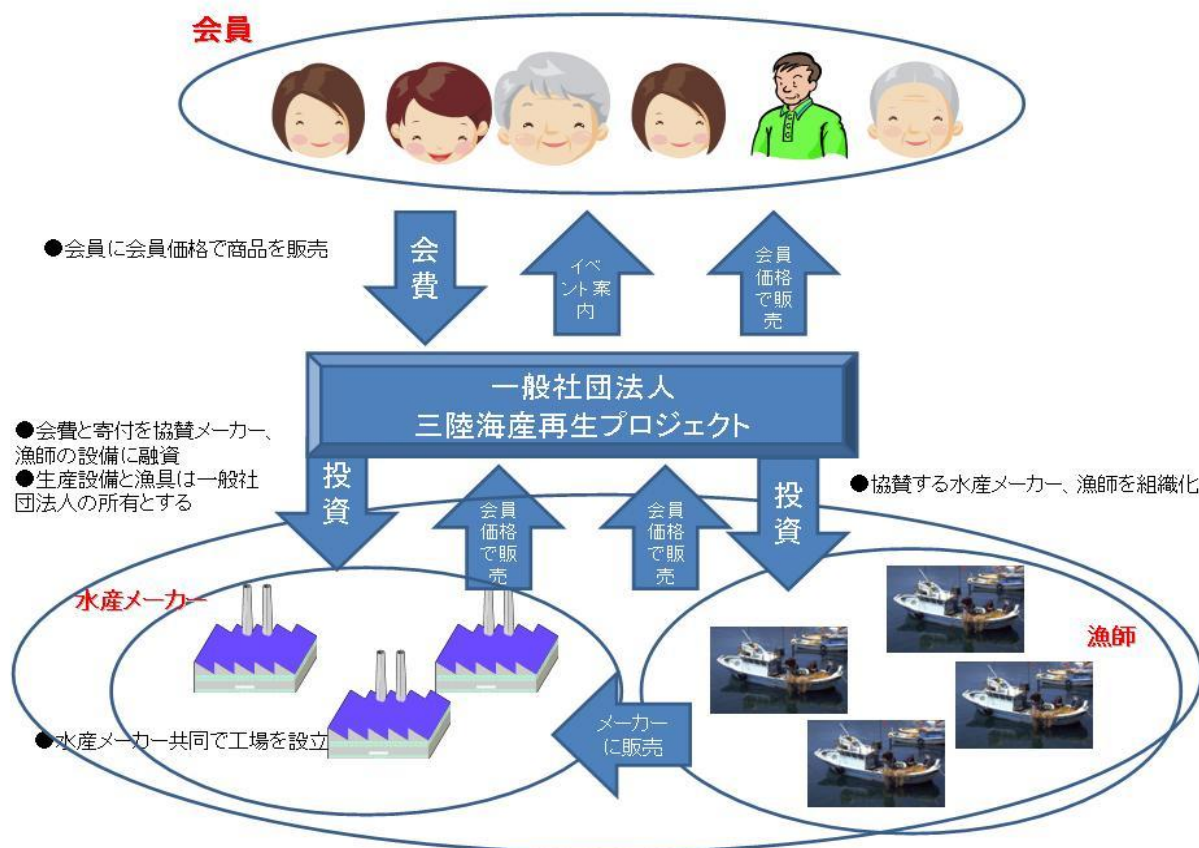 会員
●会員に会員価格で商品を販売
会費
イベ
ント案
内
会員
価格
で販
売
一般社団法人
三陸海産再生プロジェクト
●会費と寄付を協賛メーカー、
漁師の設備に融資
●生産設備と漁具は一般社
団法人の所有とする
投資
会員
価格
で販
売
会員
価格
で販
売
投資
●協賛する水産メーカー、漁師を組織化
水産メーカー
漁師
●水産メーカー共同で工場を設立
メーカー
に販売